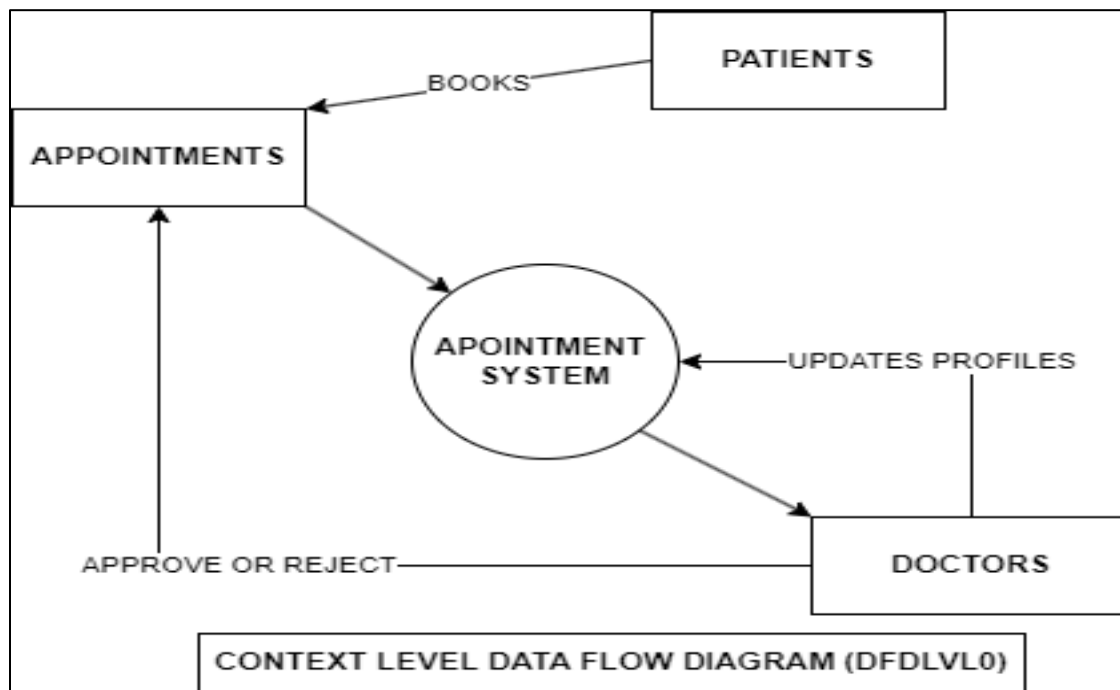 PATIENTS
BOOKS
APPOINTMENTS
APOINTMENT
SYSTEM
UPDATES PROFILES
APPROVE OR REJECT
DOCTORS
CONTEXT LEVEL DATA FLOW DIAGRAM (DFDLVL0)